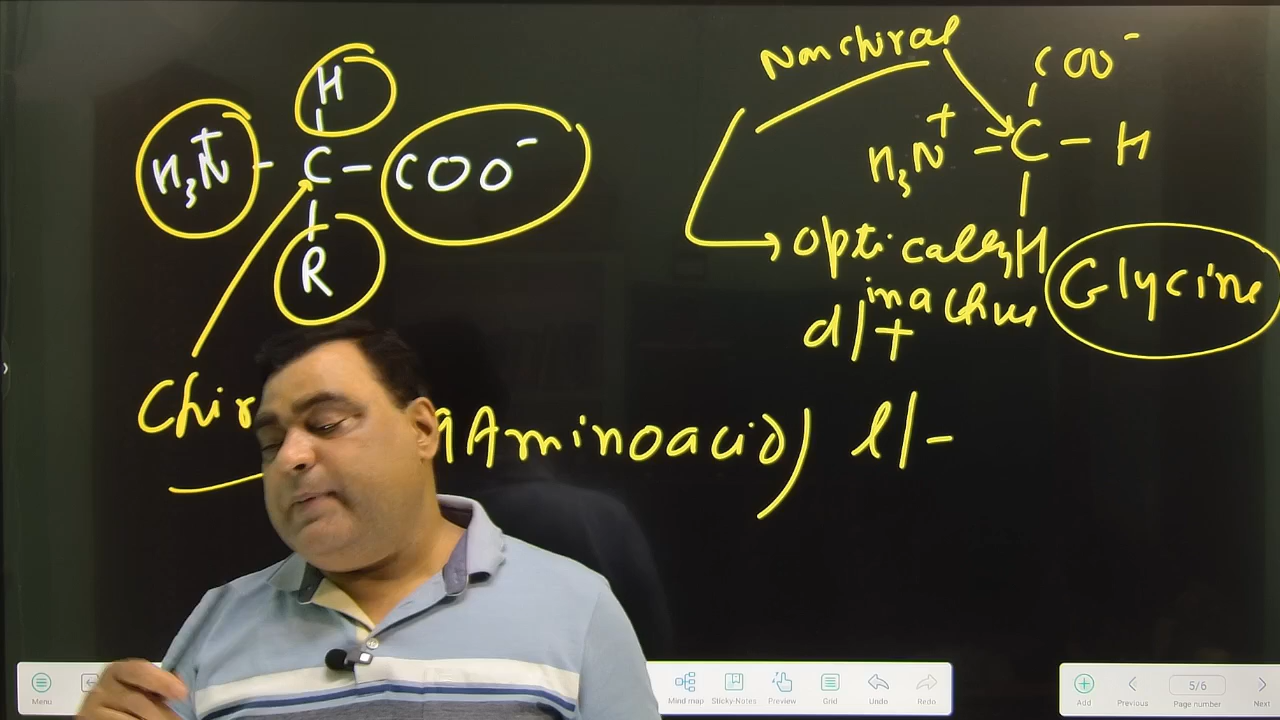 H
H₃N⁺ - C - COO⁻
R
Nonchiral
COO⁻
H₃N⁺ - C - H
H
Optically
inactive
Glycine
d/+
(Aminoacid) l/-
Menu
Mind map
Sticky-Notes
Preview
Grid
Undo
Redo
Add
Previous
5/6
Page number
Next